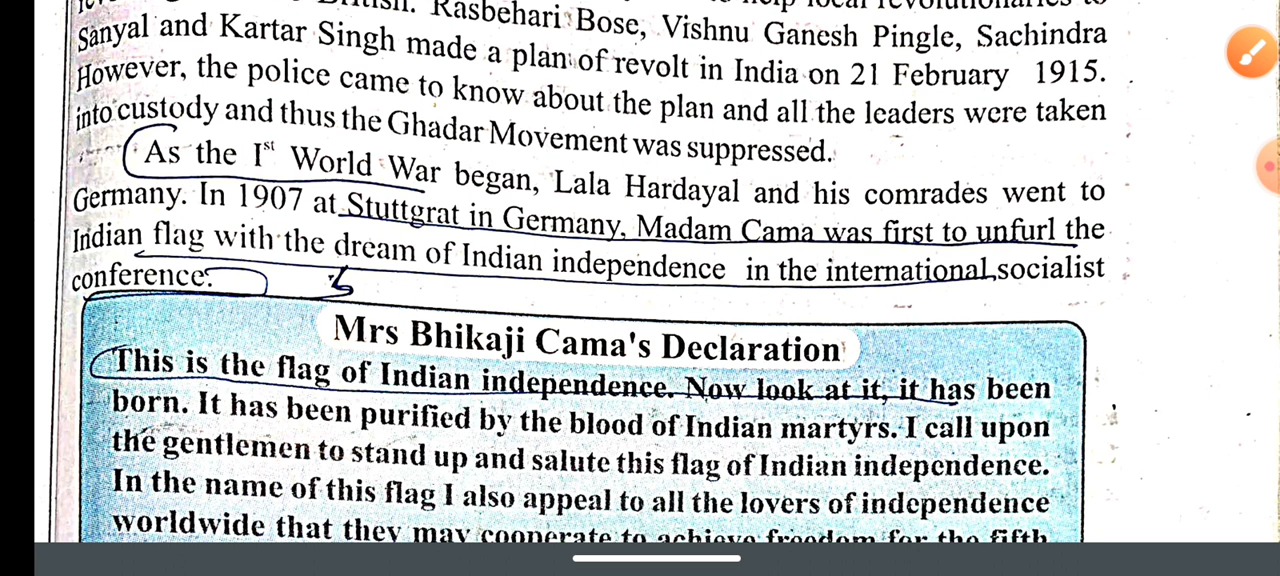 Rasbehari Bose, Vishnu Ganesh Pingle, Sachindra
Sanyal and Kartar Singh made a plan of revolt in India on 21 February 1915.
However, the police came to know about the plan and all the leaders were taken
into custody and thus the Ghadar Movement was suppressed.
As the Ist World War began, Lala Hardayal and his comrades went to
Germany. In 1907 at Stuttgrat in Germany, Madam Cama was first to unfurl the
Indian flag with the dream of Indian independence in the international socialist
conference.
Mrs Bhikaji Cama's Declaration
This is the flag of Indian independence. Now look at it, it has been
born. It has been purified by the blood of Indian martyrs. I call upon
the gentlemen to stand up and salute this flag of Indian independence.
In the name of this flag I also appeal to all the lovers of independence
worldwide that they may cooperate to achieve freedom for the fifth